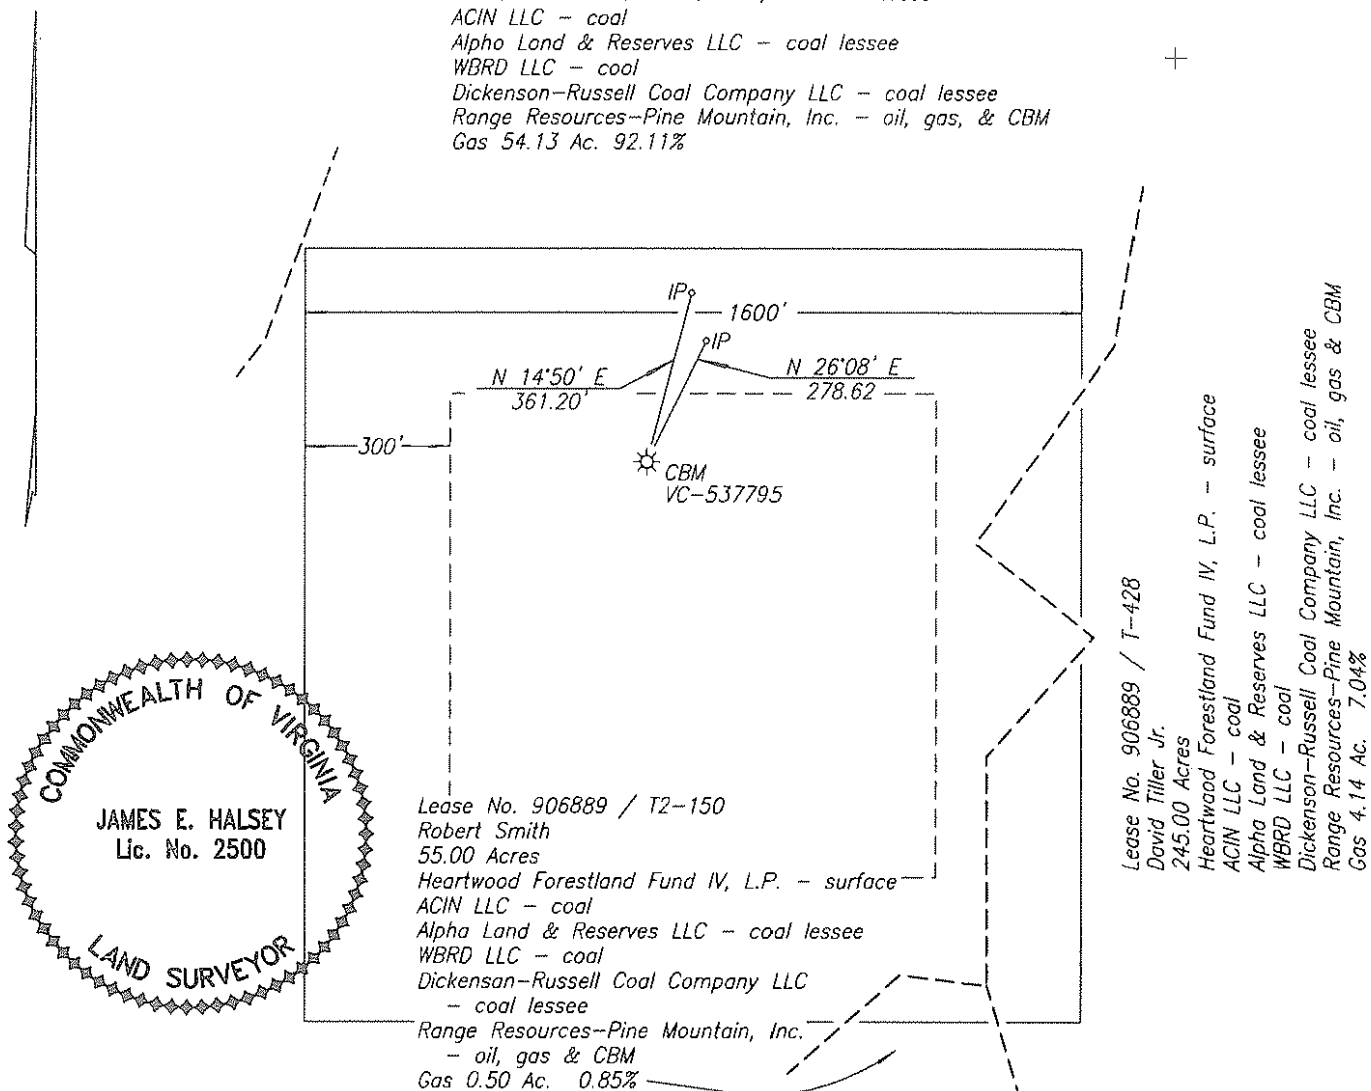 ACIN LLC - coal
Alpho Land & Reserves LLC - coal lessee
WBRD LLC - coal
Dickenson-Russell Coal Company LLC - coal lessee
Range Resources-Pine Mountain, Inc. - oil, gas, & CBM
Gas 54.13 Ac. 92.11%
IP
1600'
IP
N 14°50' E
361.20'
N 26°08' E
278.62
300'
CBM
VC-537795
COMMONWEALTH OF VIRGINIA
JAMES E. HALSEY
Lic. No. 2500
LAND SURVEYOR
Lease No. 906889 / T2-150
Robert Smith
55.00 Acres
Heartwood Forestland Fund IV, L.P. - surface
ACIN LLC - coal
Alpha Land & Reserves LLC - coal lessee
WBRD LLC - coal
Dickenson-Russell Coal Company LLC
- coal lessee
Range Resources-Pine Mountain, Inc.
- oil, gas & CBM
Gas 0.50 Ac. 0.85%
Lease No. 906889 / T-428
David Tiller Jr.
245.00 Acres
Heartwood Forestland Fund IV, L.P. - surface
ACIN LLC - coal
Alpha Land & Reserves LLC - coal lessee
WBRD LLC - coal
Dickenson-Russell Coal Company LLC - coal lessee
Range Resources-Pine Mountain, Inc. - oil, gas & CBM
Gas 4.14 Ac. 7.04%